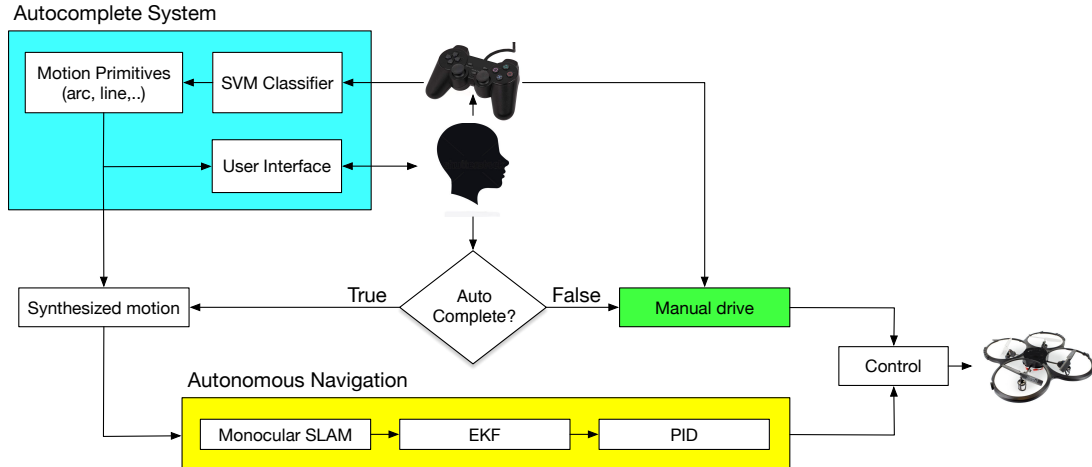 Autocomplete System
Motion Primitives
(arc, line,..)
SVM Classifier
User Interface
True
Auto
Complete?
False
Synthesized motion
Manual drive
Control
Autonomous Navigation
Monocular SLAM
EKF
PID